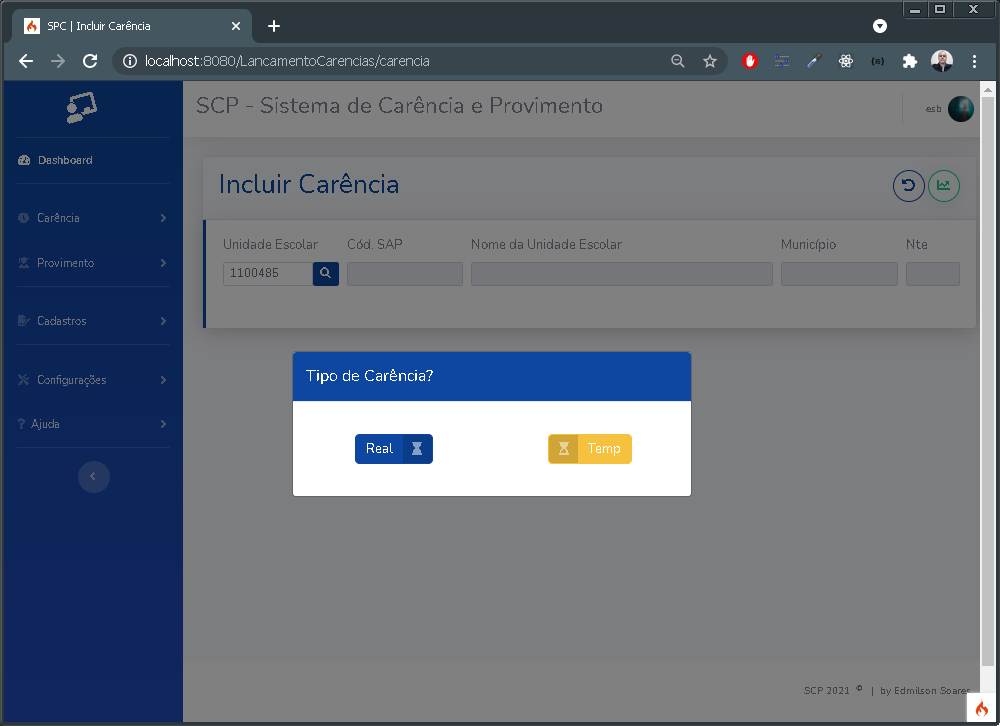 SPC | Incluir Carência
localhost:8080/LancamentoCarencias/carencia
SCP - Sistema de Carência e Provimento
esb
Dashboard
Carência
Provimento
Cadastros
Configurações
Ajuda
Incluir Carência
Unidade Escolar Cód. SAP Nome da Unidade Escolar Município Nte
1100485
Tipo de Carência?
Real Temp
SCP 2021 © | by Edmilson Soares